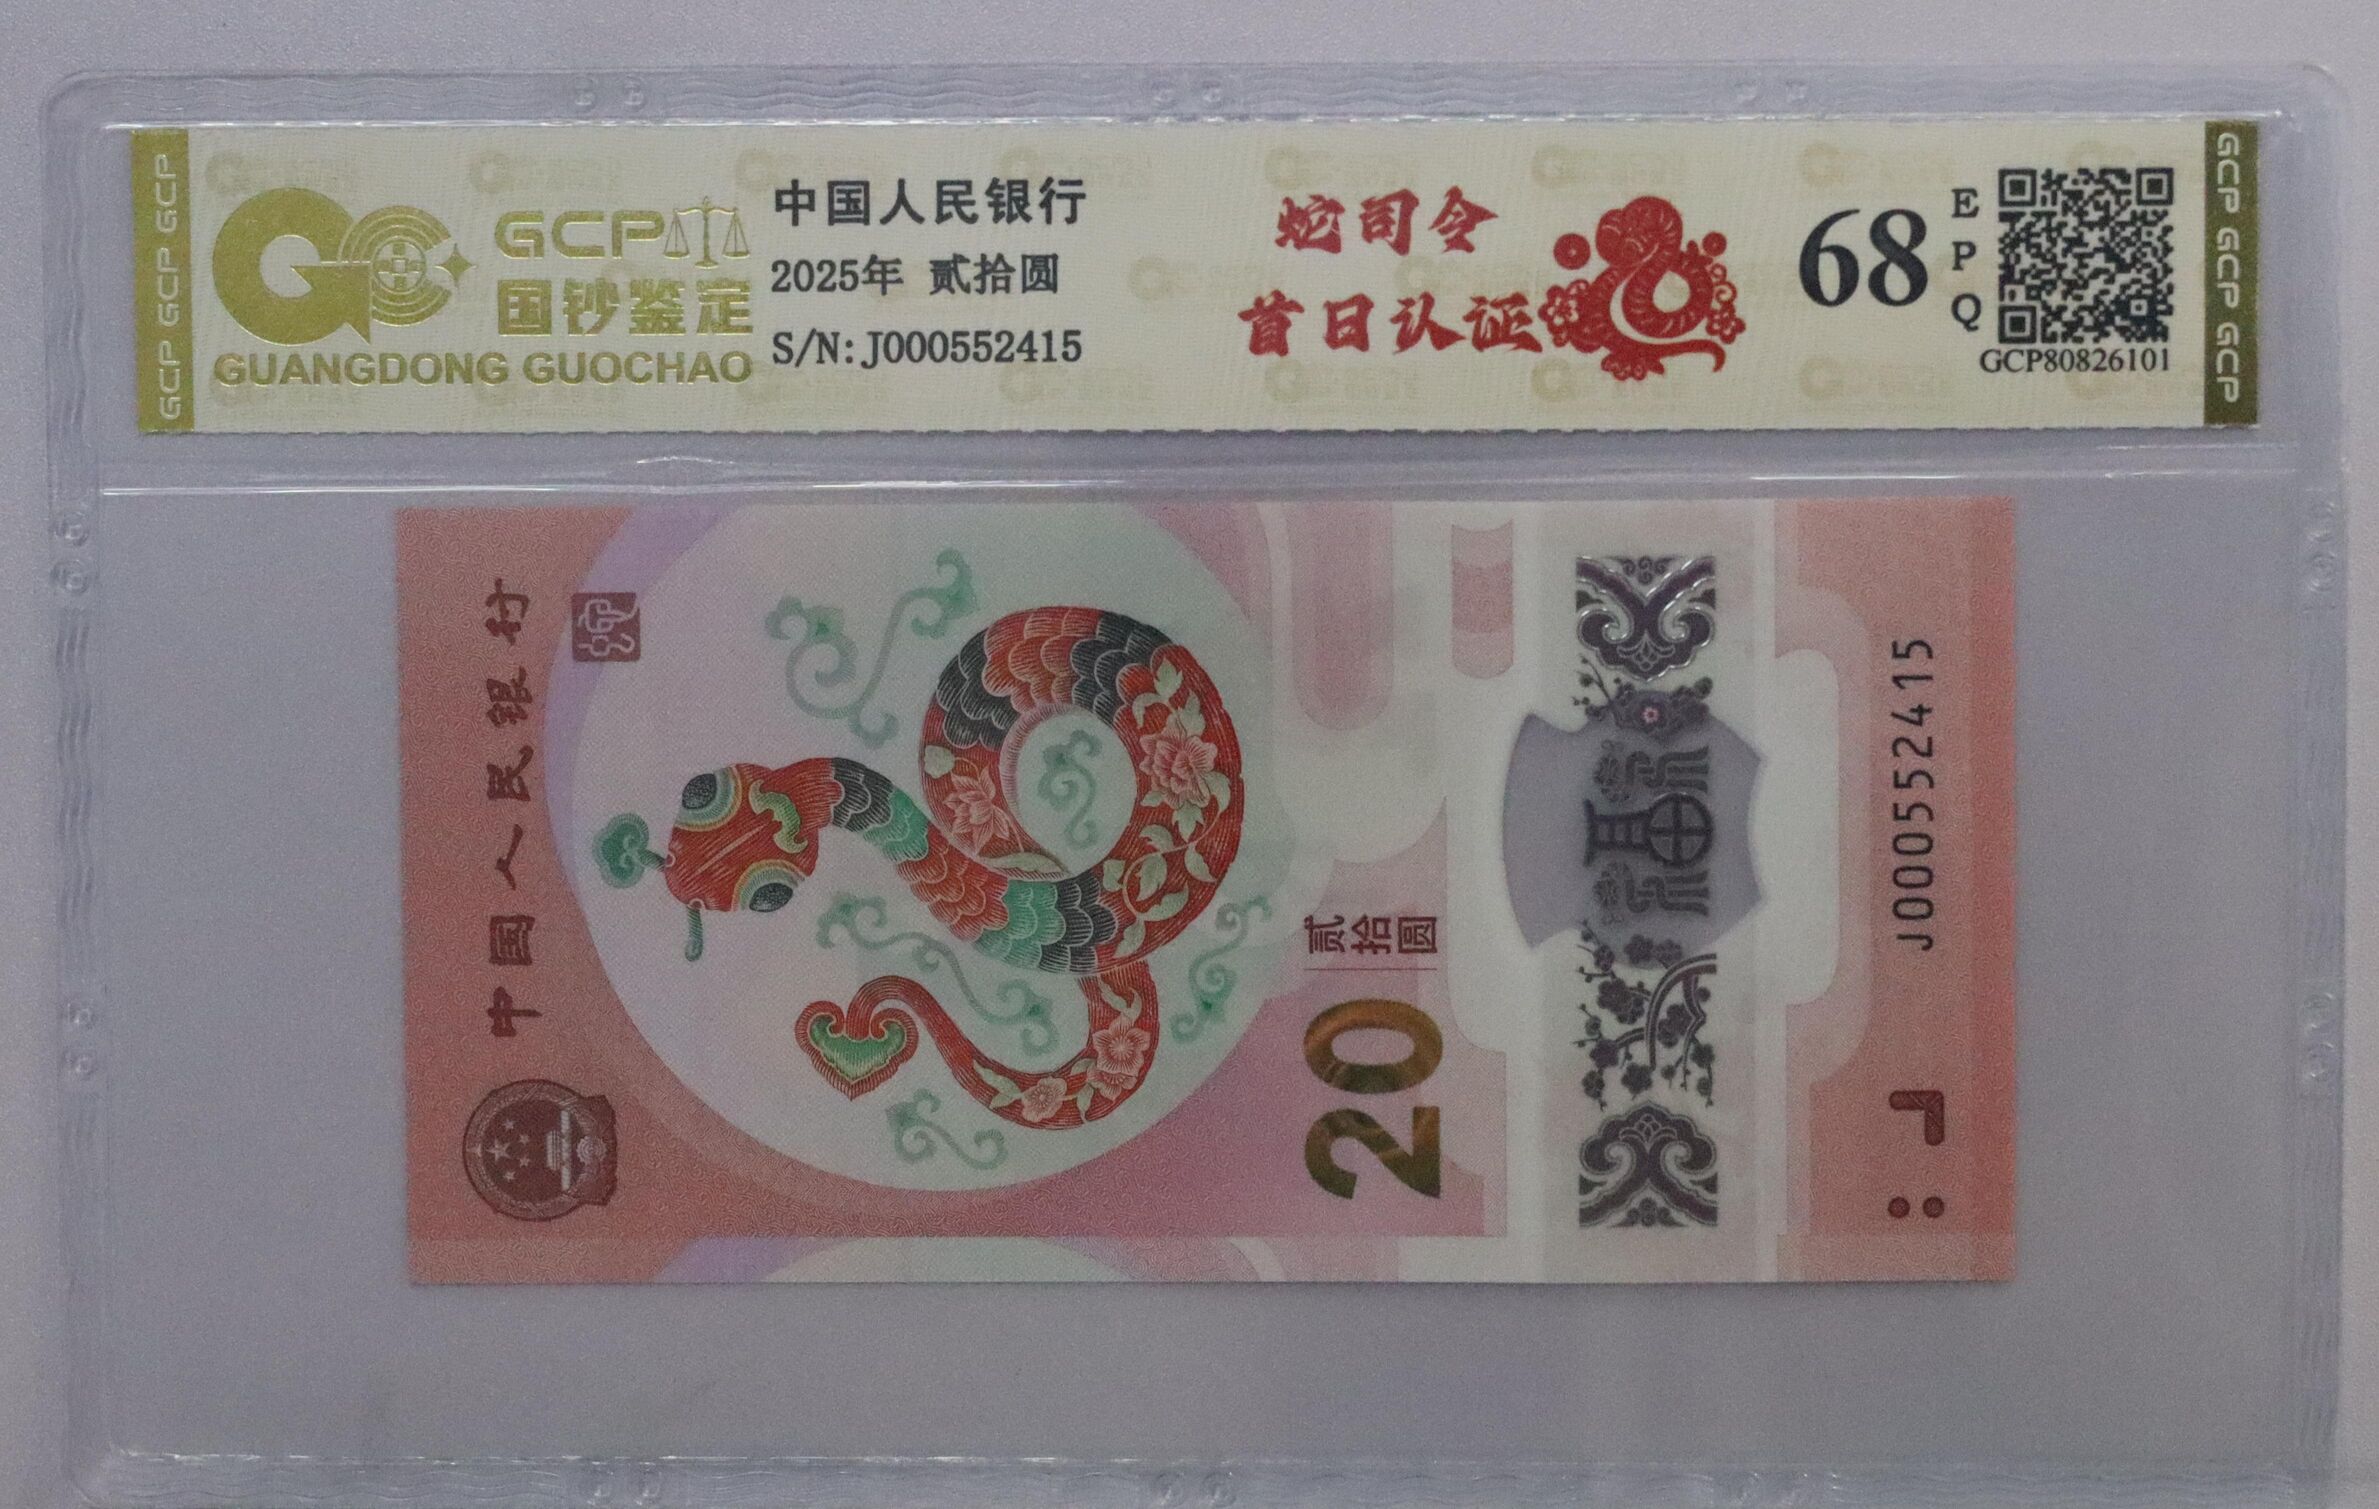 GCP GCP GCP
GCP
国钞鉴定
GUANGDONG GUOCHAO
中国人民银行
2025年 贰拾圆
S/N: J000552415
蛇司令
首日认证
68
EPQ
GCP80826101
GCP GCP GCP
中国人民银行
贰拾圆
20
福
J000552415